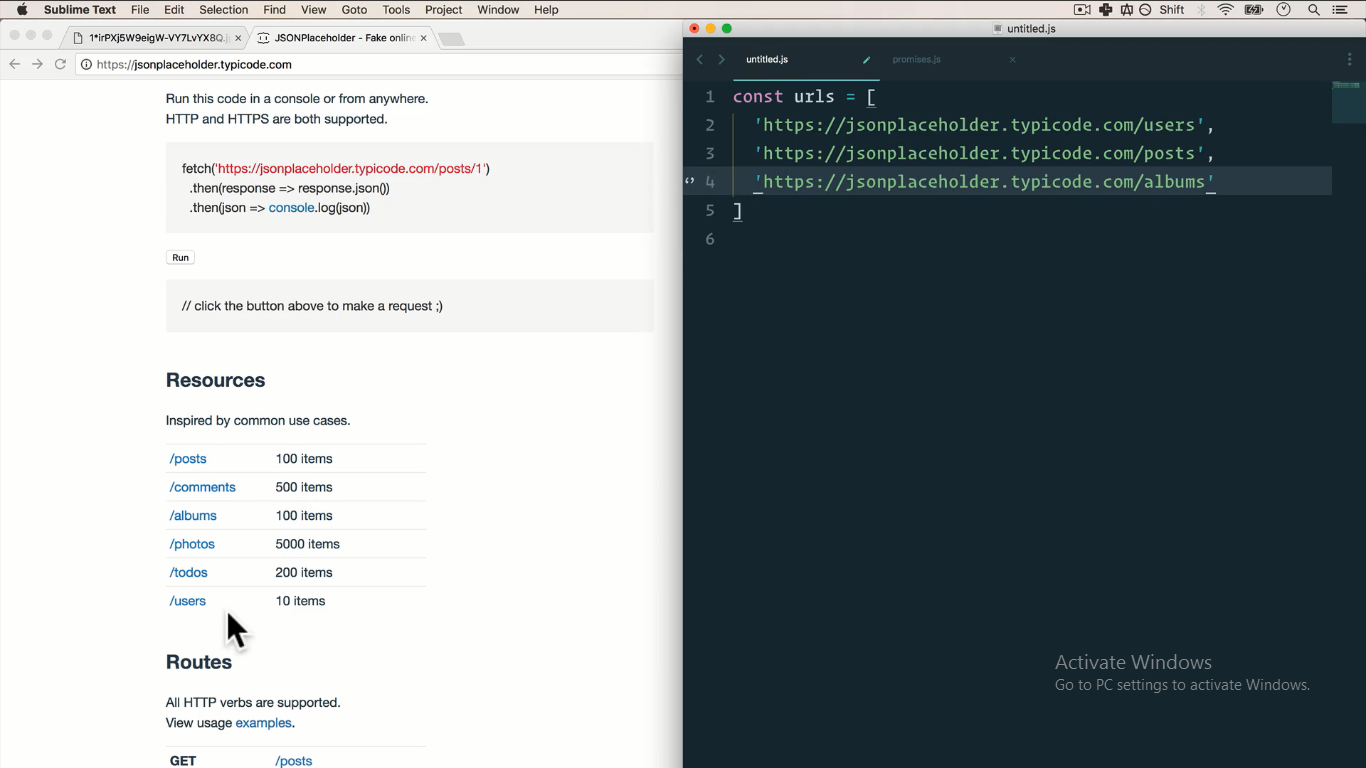 Sublime Text File Edit Selection Find View Goto Tools Project Window Help Shift
1*irPXj5W9eigW-VY7LvYX8Q.j
JSONPlaceholder - Fake online
https://jsonplaceholder.typicode.com
Run this code in a console or from anywhere.
HTTP and HTTPS are both supported.
fetch('https://jsonplaceholder.typicode.com/posts/1')
.then(response => response.json())
.then(json => console.log(json))
Run
// click the button above to make a request ;)
Resources
Inspired by common use cases.
/posts 100 items
/comments 500 items
/albums 100 items
/photos 5000 items
/todos 200 items
/users 10 items
Routes
All HTTP verbs are supported.
View usage examples.
GET /posts
untitled.js
untitled.js promises.js
1 const urls = [
2 'https://jsonplaceholder.typicode.com/users',
3 'https://jsonplaceholder.typicode.com/posts',
4 'https://jsonplaceholder.typicode.com/albums'
5 ]
6
Activate Windows
Go to PC settings to activate Windows.